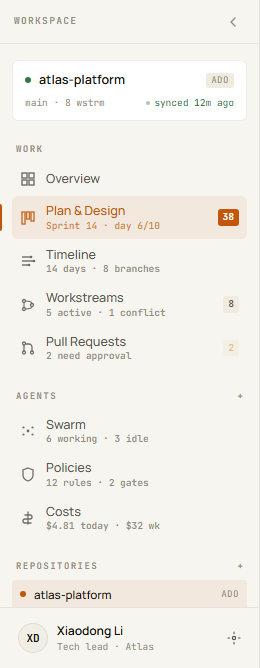 WORKSPACE
atlas-platform ADO
main · 8 wstrm synced 12m ago
WORK
Overview
Plan & Design 38
Sprint 14 · day 6/10
Timeline
14 days · 8 branches
Workstreams 8
5 active · 1 conflict
Pull Requests 2
2 need approval
AGENTS +
Swarm
6 working · 3 idle
Policies
12 rules · 2 gates
Costs
$4.81 today · $32 wk
REPOSITORIES +
atlas-platform ADO
XD Xiaodong Li
Tech lead · Atlas